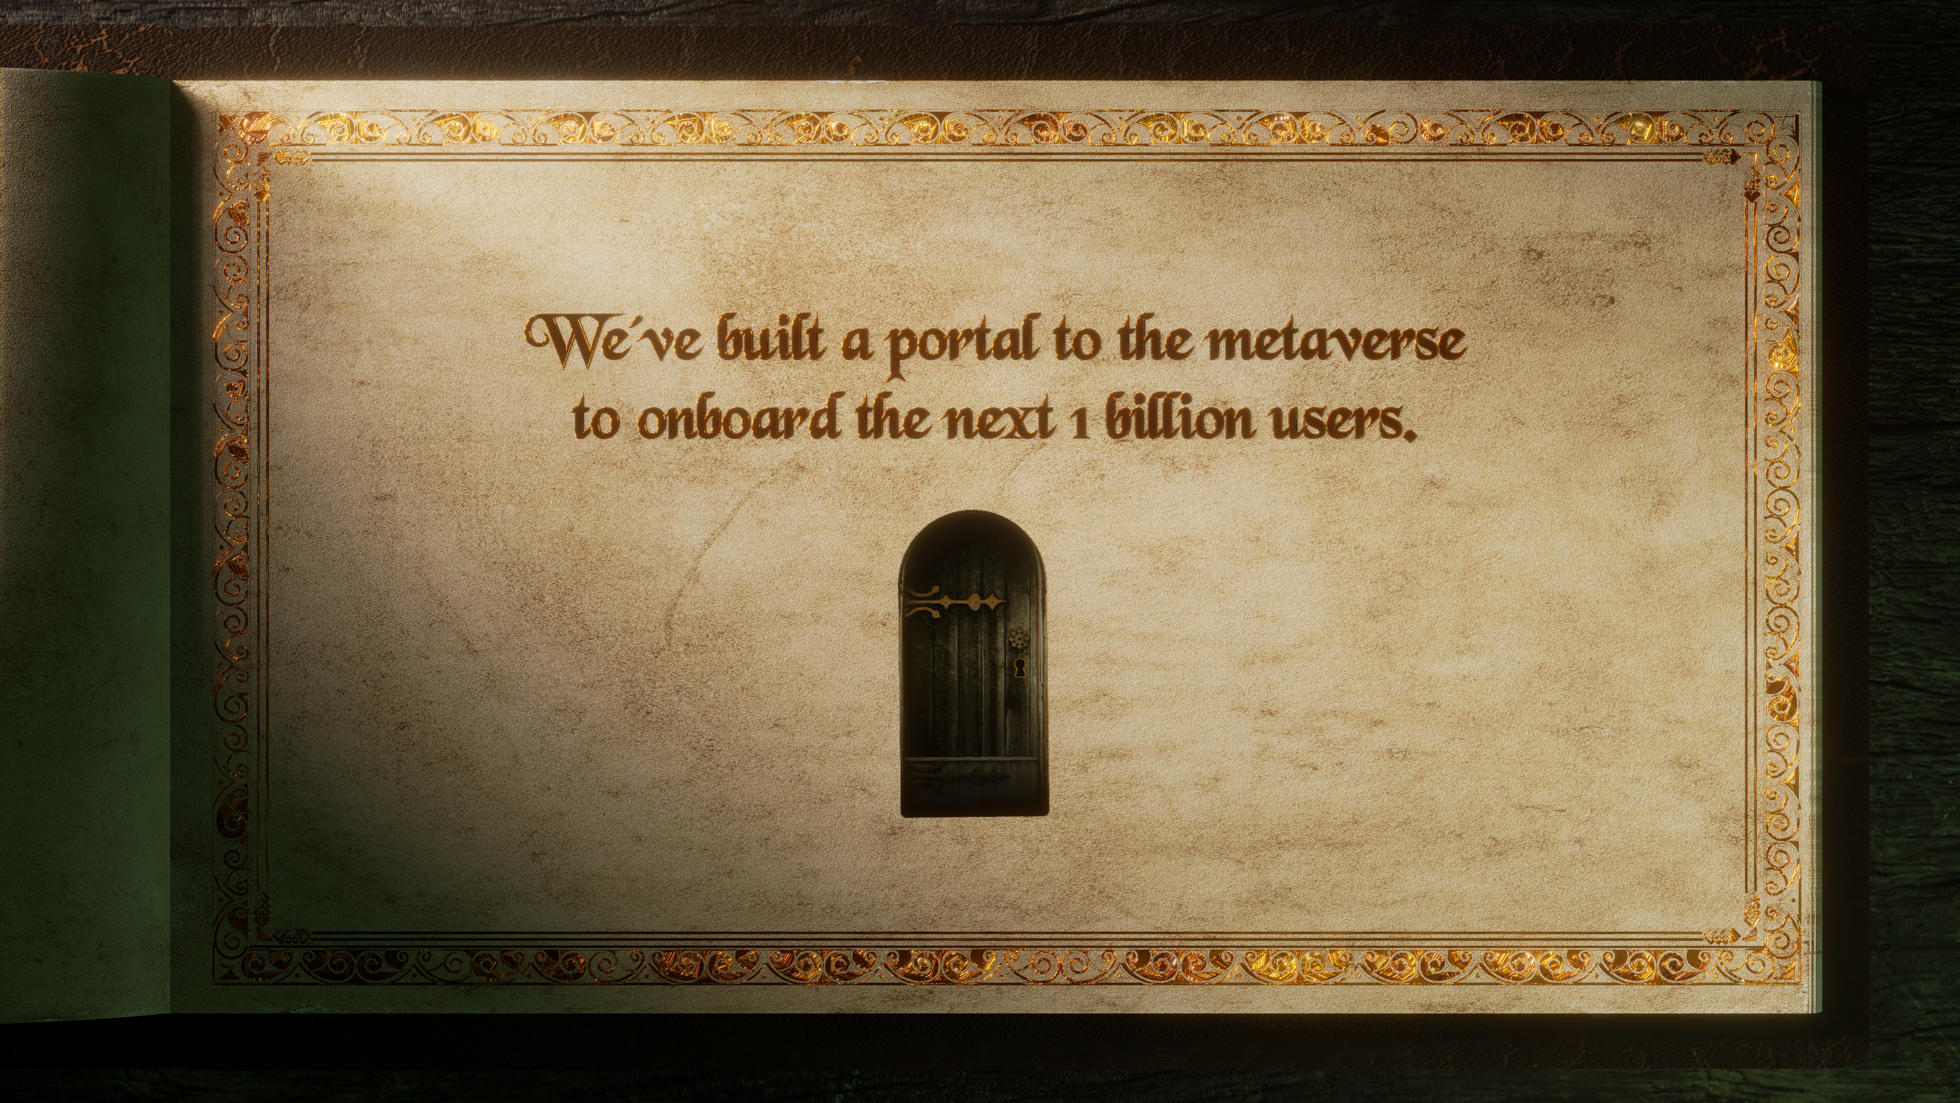 We´ve built a portal to the metaverse
to onboard the next 1 billion users.